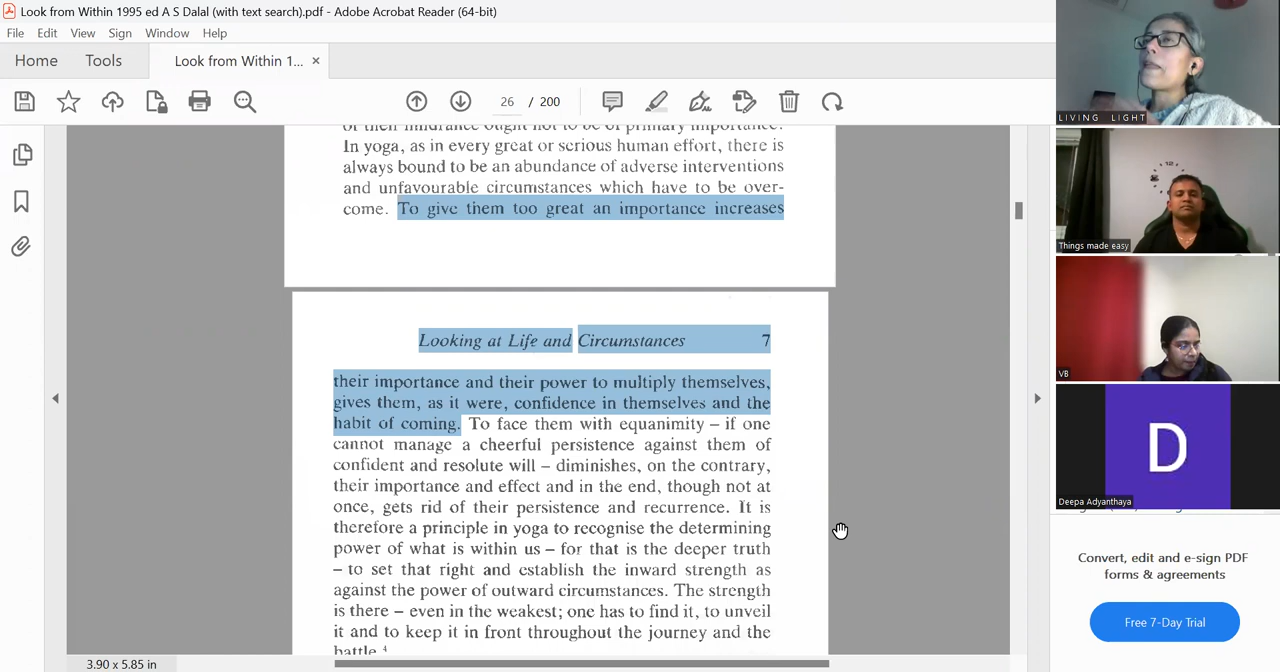 Look from Within 1995 ed A S Dalal (with text search).pdf - Adobe Acrobat Reader (64-bit)
File Edit View Sign Window Help
Home Tools Look from Within 1... ×
26 / 200
of their hindrance ought not to be of primary importance.
In yoga, as in every great or serious human effort, there is
always bound to be an abundance of adverse interventions
and unfavourable circumstances which have to be over-
come. To give them too great an importance increases
Looking at Life and Circumstances 7
their importance and their power to multiply themselves,
gives them, as it were, confidence in themselves and the
habit of coming. To face them with equanimity – if one
cannot manage a cheerful persistence against them of
confident and resolute will – diminishes, on the contrary,
their importance and effect and in the end, though not at
once, gets rid of their persistence and recurrence. It is
therefore a principle in yoga to recognise the determining
power of what is within us – for that is the deeper truth
– to set that right and establish the inward strength as
against the power of outward circumstances. The strength
is there – even in the weakest; one has to find it, to unveil
it and to keep it in front throughout the journey and the
battle.⁴
3.90 x 5.85 in
LIVING LIGHT
Things made easy
VB
D
Deepa Adyanthaya
Convert, edit and e-sign PDF
forms & agreements
Free 7-Day Trial